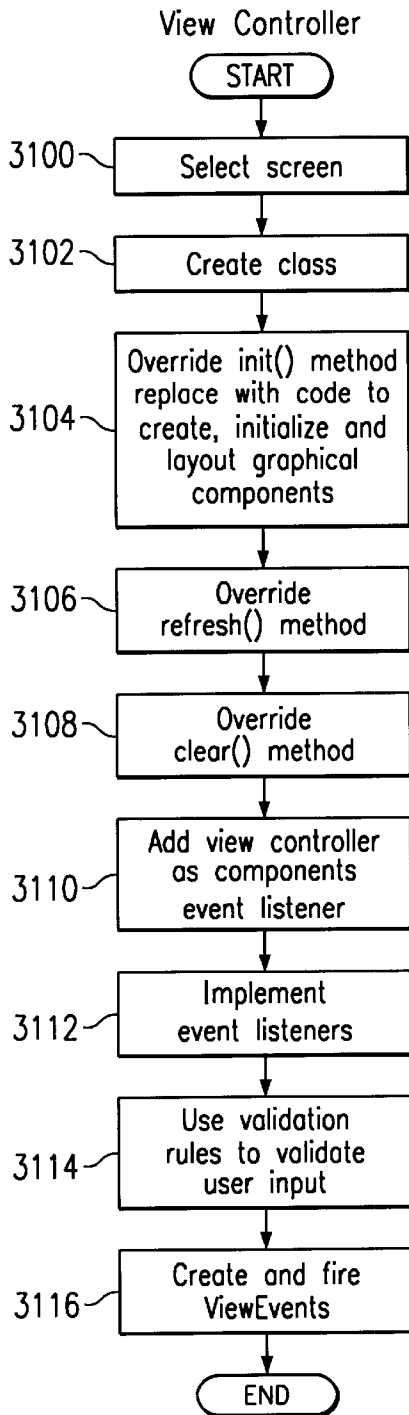 View Controller
START
3100
Select screen
3102
Create class
3104
Override init() method
replace with code to
create, initialize and
layout graphical
components
3106
Override
refresh() method
3108
Override
clear() method
3110
Add view controller
as components
event listener
3112
Implement
event listeners
3114
Use validation
rules to validate
user input
3116
Create and fire
ViewEvents
END